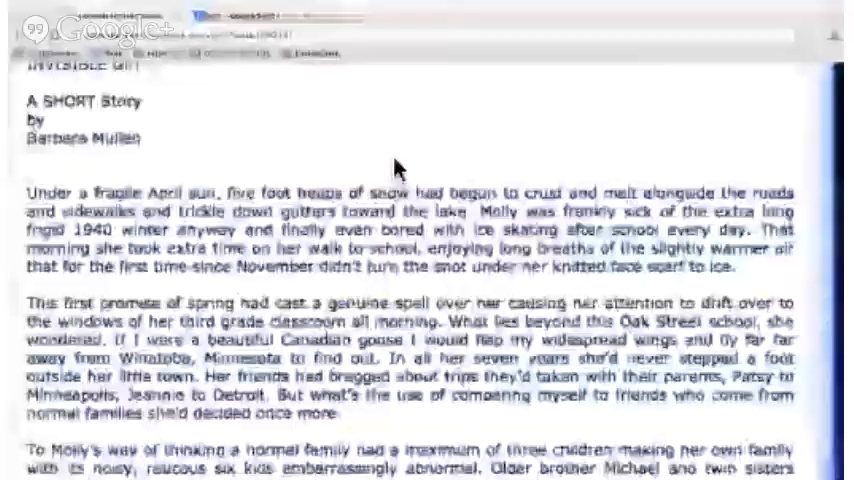 Google+
INVISIBLE GIRL
A SHORT Story
by
Barbara Mullen
Under a fragile April sun, five foot heaps of snow had begun to crust and melt alongside the roads
and sidewalks and trickle down gutters toward the lake. Molly was frankly sick of the extra long
frigid 1940 winter anyway and finally even bored with ice skating after school every day. That
morning she took extra time on her walk to school, enjoying long breaths of the slightly warmer air
that for the first time since November didn't turn the snot under her knitted face scarf to ice.
This first promise of spring had cast a genuine spell over her causing her attention to drift over to
the windows of her third grade classroom all morning. What lies beyond this Oak Street school, she
wondered. If I were a beautiful Canadian goose I would flap my widespread wings and fly far far
away from Minnesota to find out. In all her seven years she'd never stepped a foot
outside her little town. Her friends had bragged about trips they'd taken with their parents, Patsy to
Minneapolis, Jeannie to Detroit. But what's the use of comparing myself to friends who come from
normal families she'd decided once more.
To Molly's way of thinking a normal family had a maximum of three children making her own family
with its noisy, raucous six kids embarrassingly abnormal. Older brother Michael and twin sisters